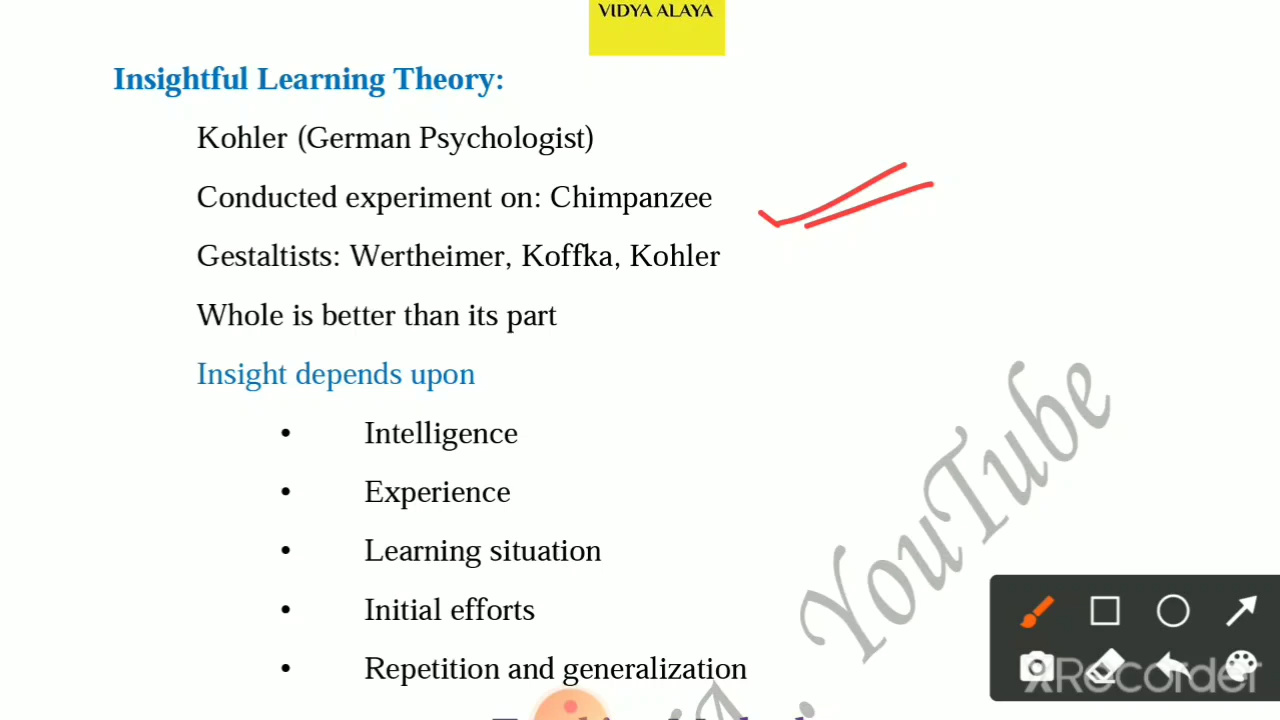 VIDYA ALAYA
Insightful Learning Theory:
Kohler (German Psychologist)
Conducted experiment on: Chimpanzee
Gestaltists: Wertheimer, Koffka, Kohler
Whole is better than its part
Insight depends upon
• Intelligence
• Experience
• Learning situation
• Initial efforts
• Repetition and generalization
YouTube
XRecorder